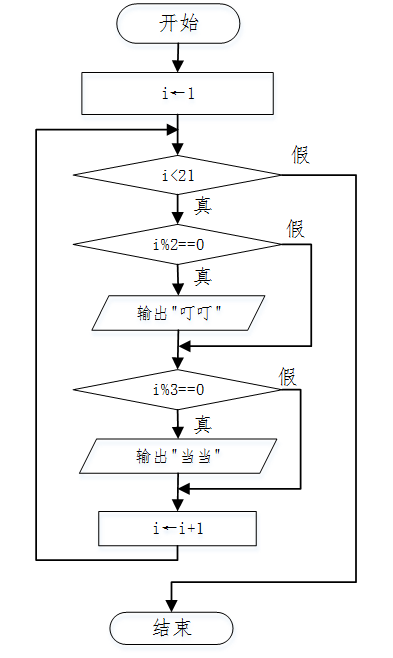 开始
i←1
假
i<21
真
假
i%2==0
真
输出"叮叮"
假
i%3==0
真
输出"当当"
i←i+1
结束